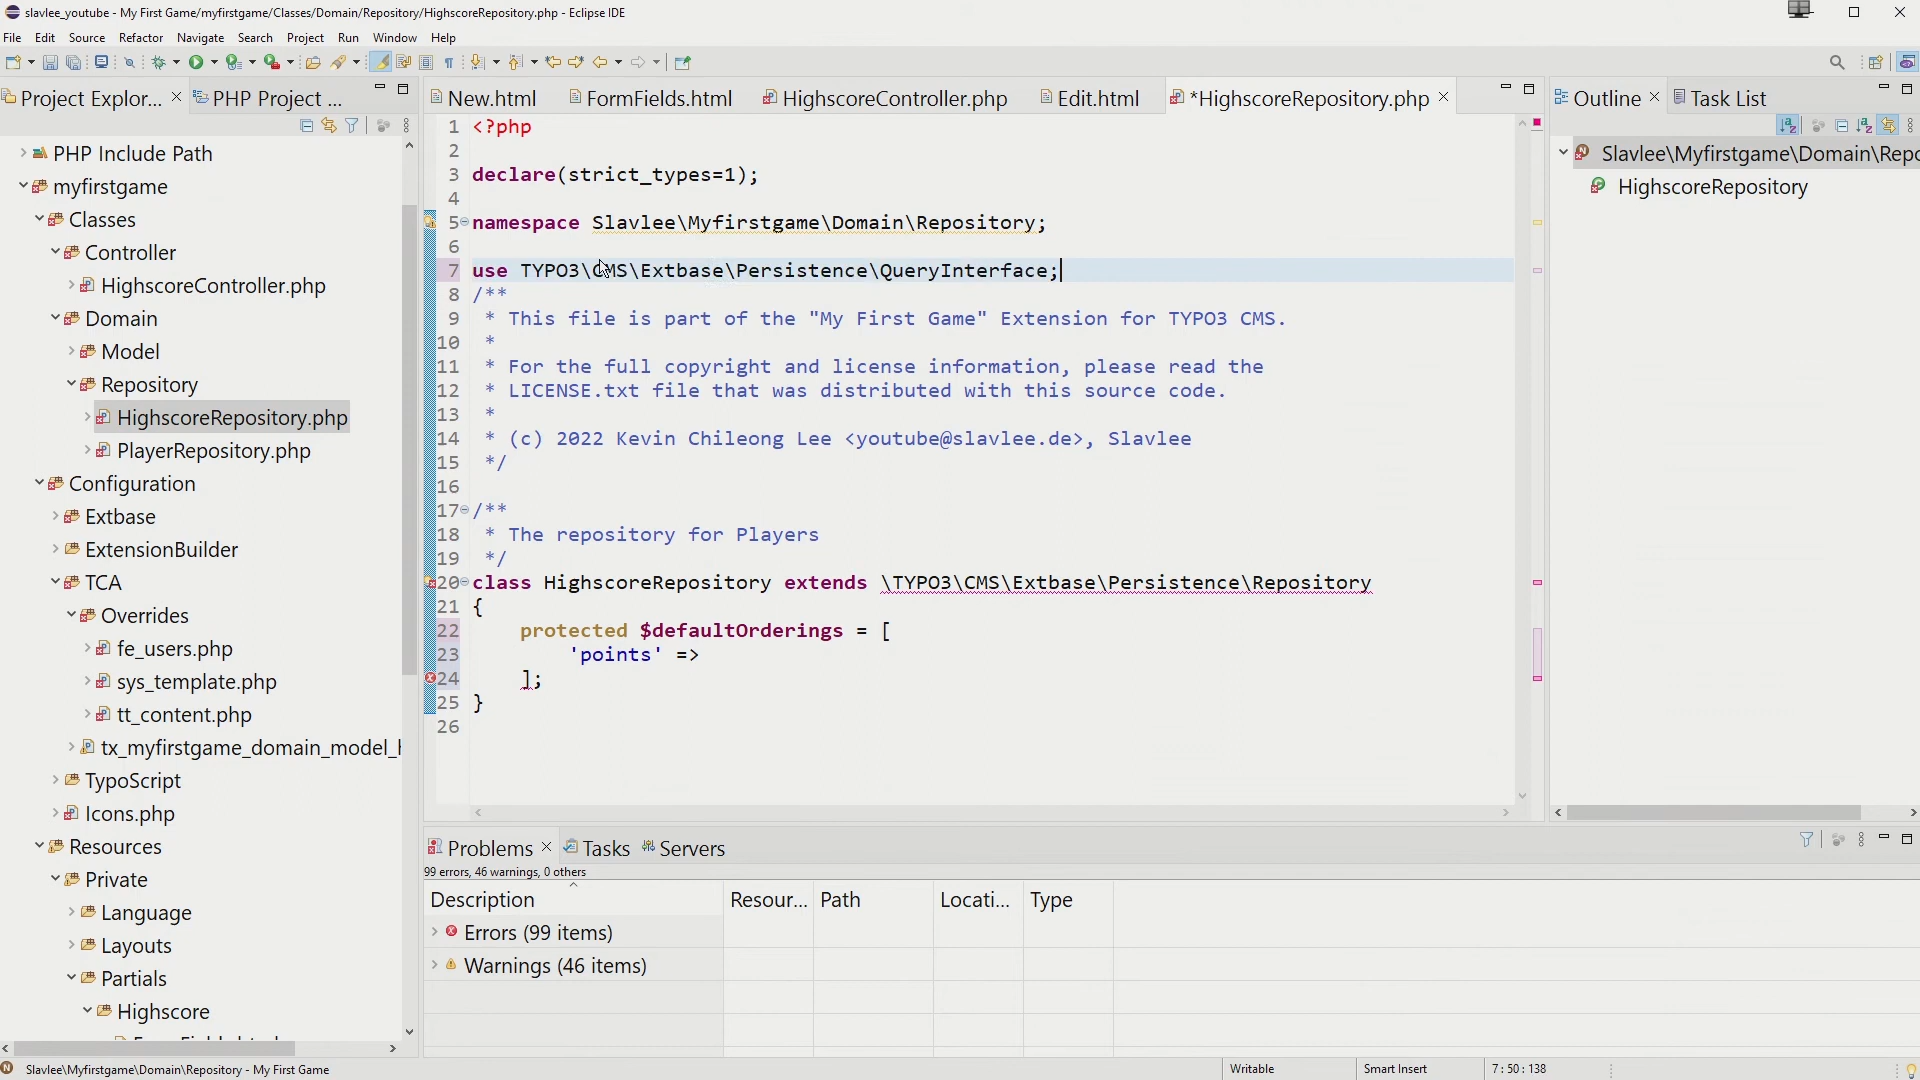 slavlee_youtube - My First Game/myfirstgame/Classes/Domain/Repository/HighscoreRepository.php - Eclipse IDE
File Edit Source Refactor Navigate Search Project Run Window Help
Project Explor... PHP Project ...
PHP Include Path
myfirstgame
Classes
Controller
HighscoreController.php
Domain
Model
Repository
HighscoreRepository.php
PlayerRepository.php
Configuration
Extbase
ExtensionBuilder
TCA
Overrides
fe_users.php
sys_template.php
tt_content.php
tx_myfirstgame_domain_model_h
TypoScript
Icons.php
Resources
Private
Language
Layouts
Partials
Highscore
New.html FormFields.html HighscoreController.php Edit.html *HighscoreRepository.php
1 <?php
2
3 declare(strict_types=1);
4
5 namespace Slavlee\Myfirstgame\Domain\Repository;
6
7 use TYPO3\CMS\Extbase\Persistence\QueryInterface;
8 /**
9 * This file is part of the "My First Game" Extension for TYPO3 CMS.
10 *
11 * For the full copyright and license information, please read the
12 * LICENSE.txt file that was distributed with this source code.
13 *
14 * (c) 2022 Kevin Chileong Lee <youtube@slavlee.de>, Slavlee
15 */
16
17 /**
18 * The repository for Players
19 */
20 class HighscoreRepository extends \TYPO3\CMS\Extbase\Persistence\Repository
21 {
22 protected $defaultOrderings = [
23 'points' =>
24 ];
25 }
26
Outline Task List
Slavlee\Myfirstgame\Domain\Repo
HighscoreRepository
Problems Tasks Servers
99 errors, 46 warnings, 0 others
Description Resour... Path Locati... Type
Errors (99 items)
Warnings (46 items)
Slavlee\Myfirstgame\Domain\Repository - My First Game Writable Smart Insert 7 : 50 : 138